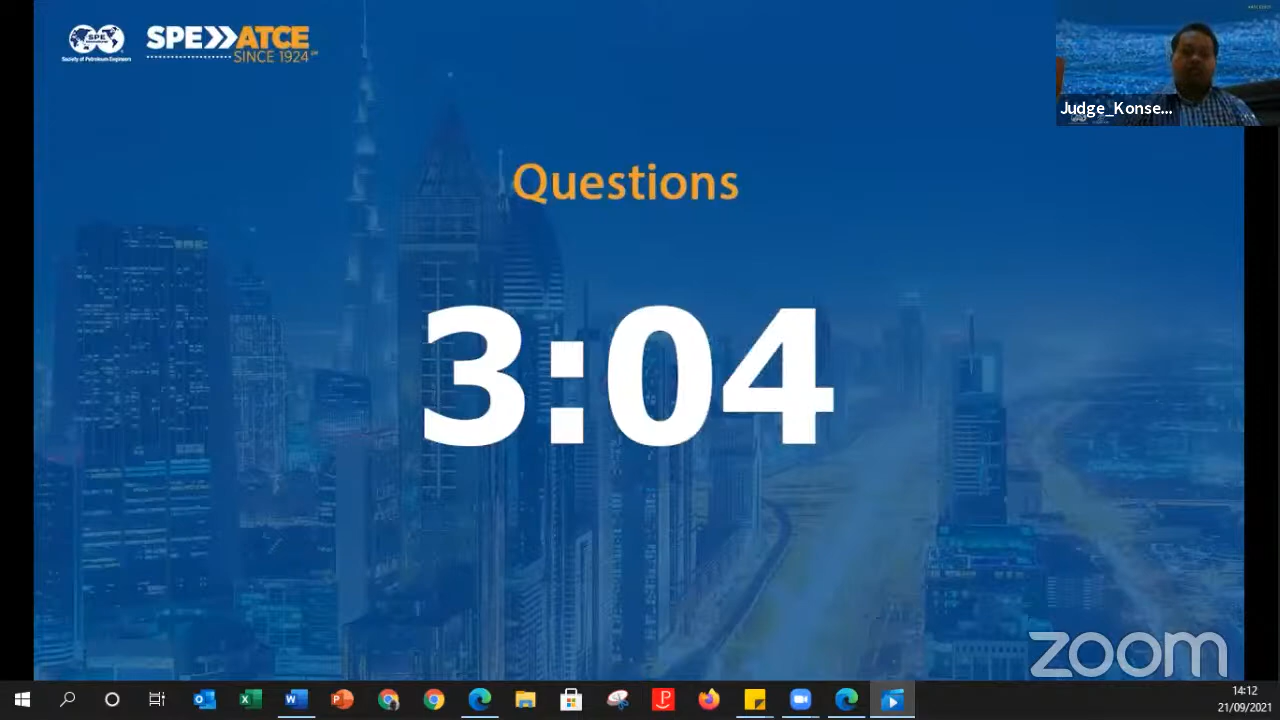 SPE
International
Society of Petroleum Engineers
SPE ATCE
SINCE 1924
Judge_Konse...
Questions
3:04
zoom
14:12
21/09/2021